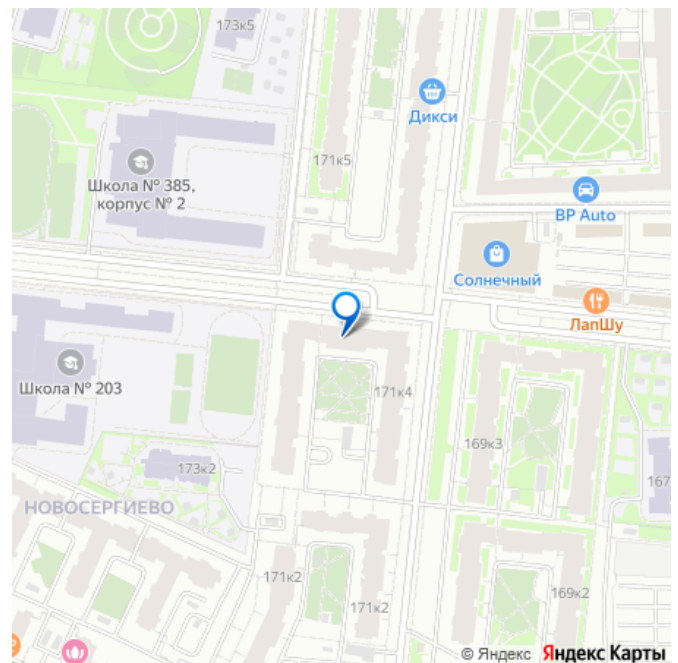 173к5
Дикси
171к5
Школа № 385,
корпус № 2
BP Auto
Солнечный
ЛапШу
Школа № 203
171к4
169к3
173к2
167
НОВОСЕРГИЕВО
171к2
171к2
169к2
© Яндекс Яндекс Карты